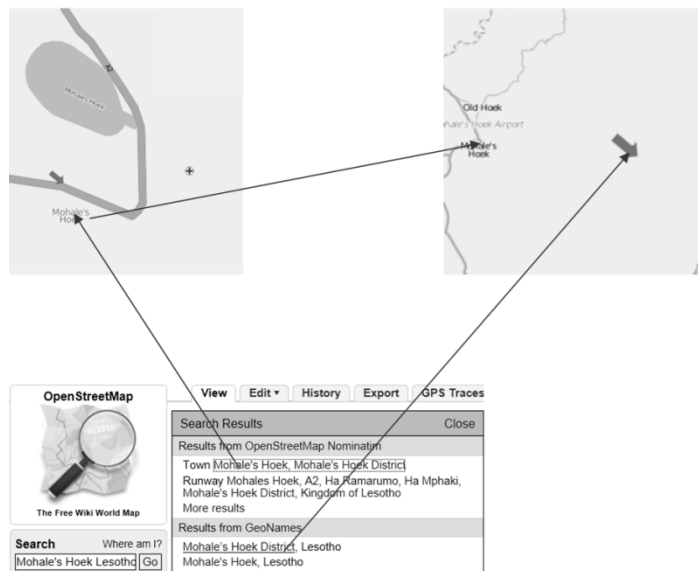 A2
Mohale's Hoek
Mohale's
Hoek
Old Hoek
Mohale's Hoek Airport
Mohale's
Hoek
OpenStreetMap
The Free Wiki World Map
Search
Where am I?
Mohale's Hoek Lesotho
Go
View
Edit
History
Export
GPS Traces
Search Results
Close
Results from OpenStreetMap Nominatim
Town Mohale's Hoek, Mohale's Hoek District
Runway Mohales Hoek, A2, Ha Ramarumo, Ha Mphaki,
Mohale's Hoek District, Kingdom of Lesotho
More results
Results from GeoNames
Mohale's Hoek District, Lesotho
Mohale's Hoek, Lesotho